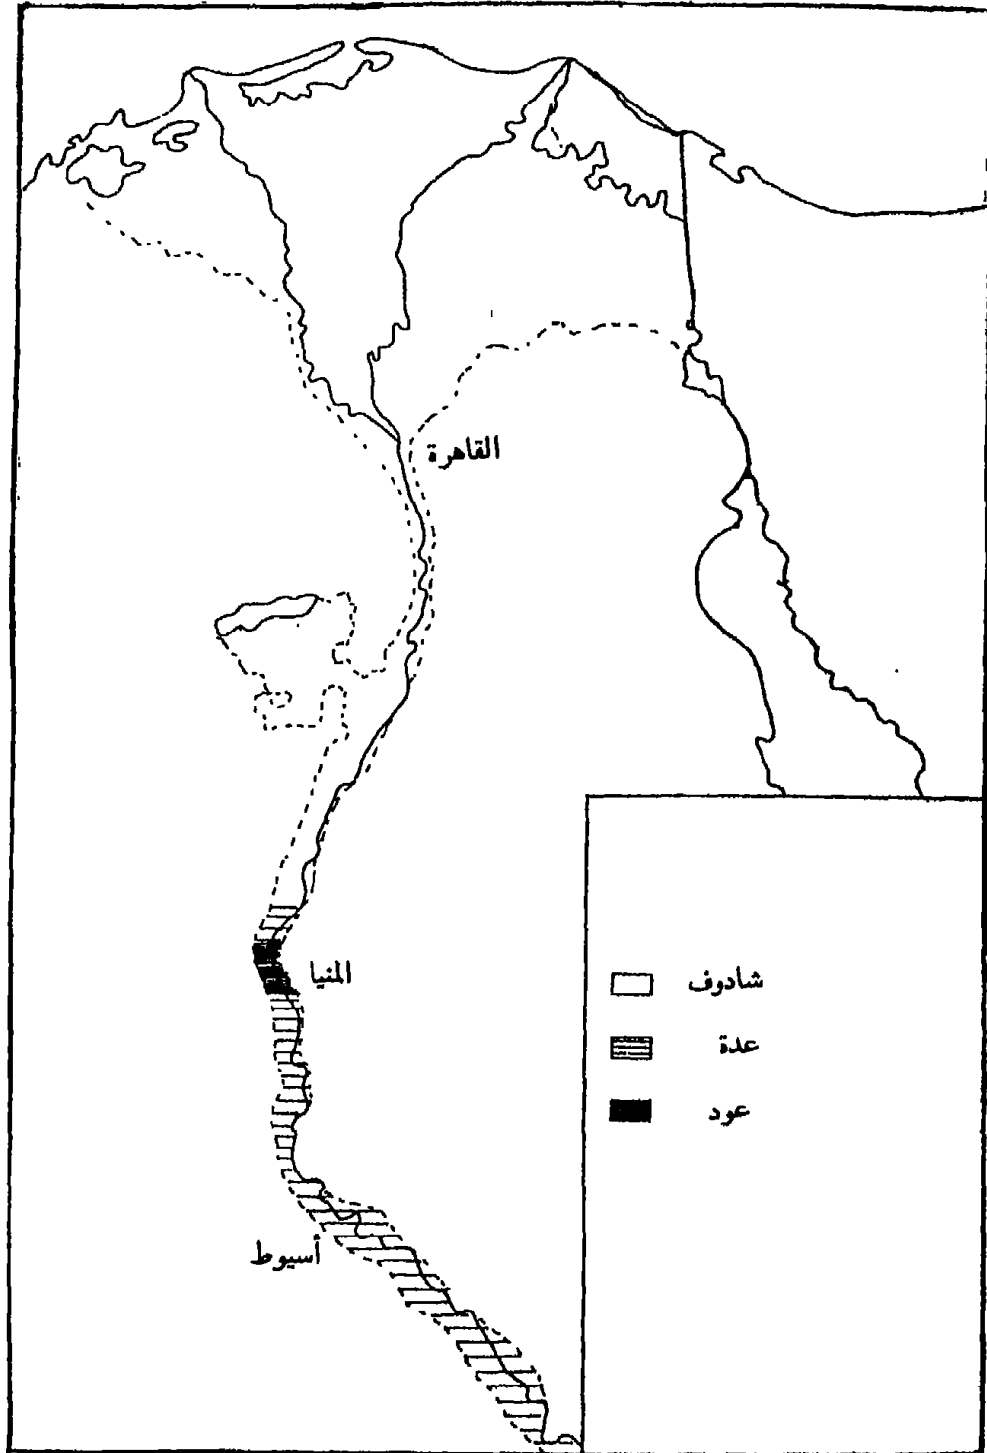 القاهرة
المنيا
شادوف
عدة
عود
أسيوط